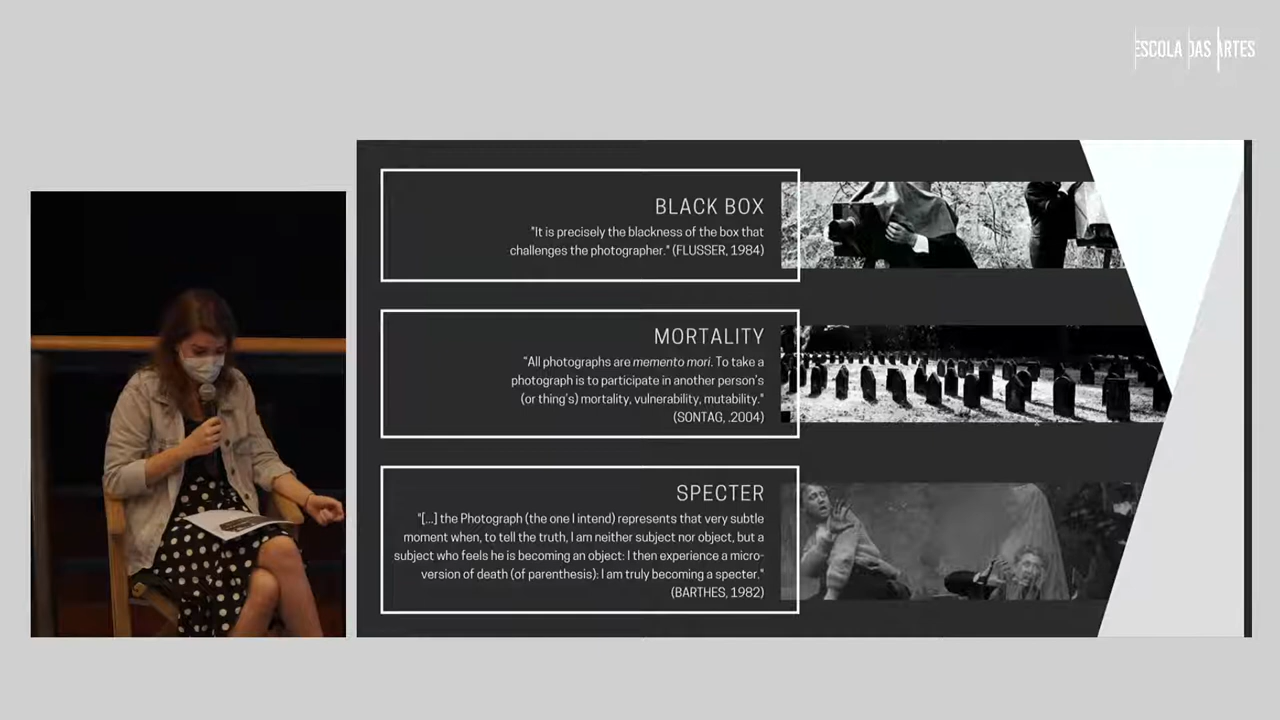 ESCOLA DAS ARTES
BLACK BOX
"It is precisely the blackness of the box that
challenges the photographer." (FLUSSER, 1984)
MORTALITY
"All photographs are memento mori. To take a
photograph is to participate in another person's
(or thing's) mortality, vulnerability, mutability."
(SONTAG, .2004)
SPECTER
"[...] the Photograph (the one I intend) represents that very subtle
moment when, to tell the truth, I am neither subject nor object, but a
subject who feels he is becoming an object: I then experience a micro-
version of death (of parenthesis): I am truly becoming a specter."
(BARTHES, 1982)